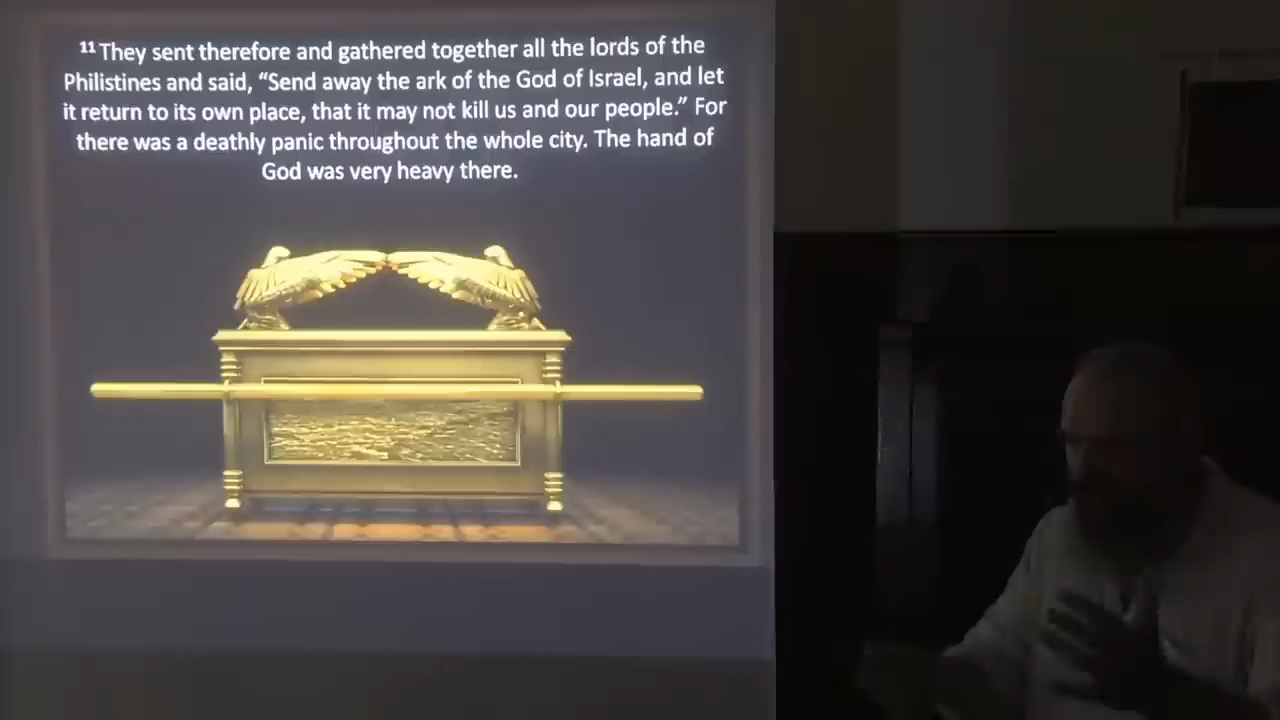 11 They sent therefore and gathered together all the lords of the
Philistines and said, “Send away the ark of the God of Israel, and let
it return to its own place, that it may not kill us and our people.” For
there was a deathly panic throughout the whole city. The hand of
God was very heavy there.